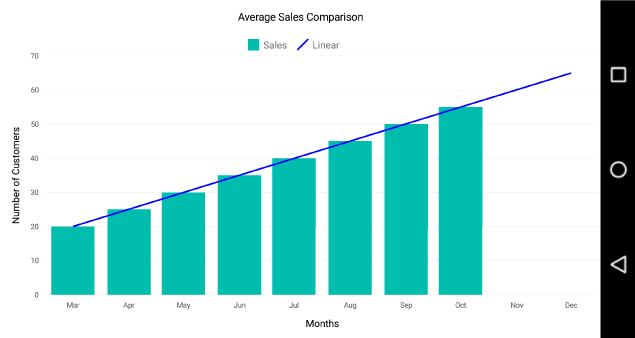 Average Sales Comparison
Sales Linear
70
60
50
40
30
20
10
0
Number of Customers
Mar Apr May Jun Jul Aug Sep Oct Nov Dec
Months